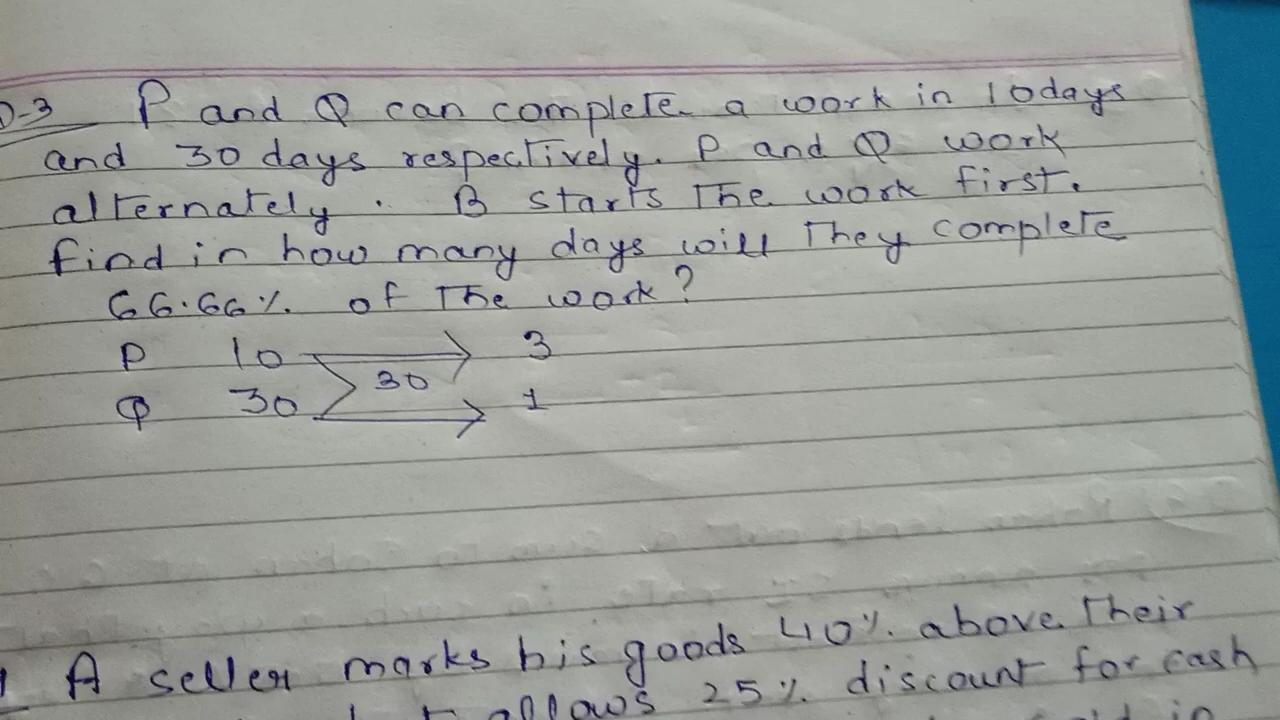 P and Q can complete a work in 10 days
and 30 days respectively. P and Q work
alternately. B starts the work first.
find in how many days will they complete
66.66% of the work?
P 10 3
30
Q 30 1
A seller marks his goods 40% above their
allows 25% discount for cash
in